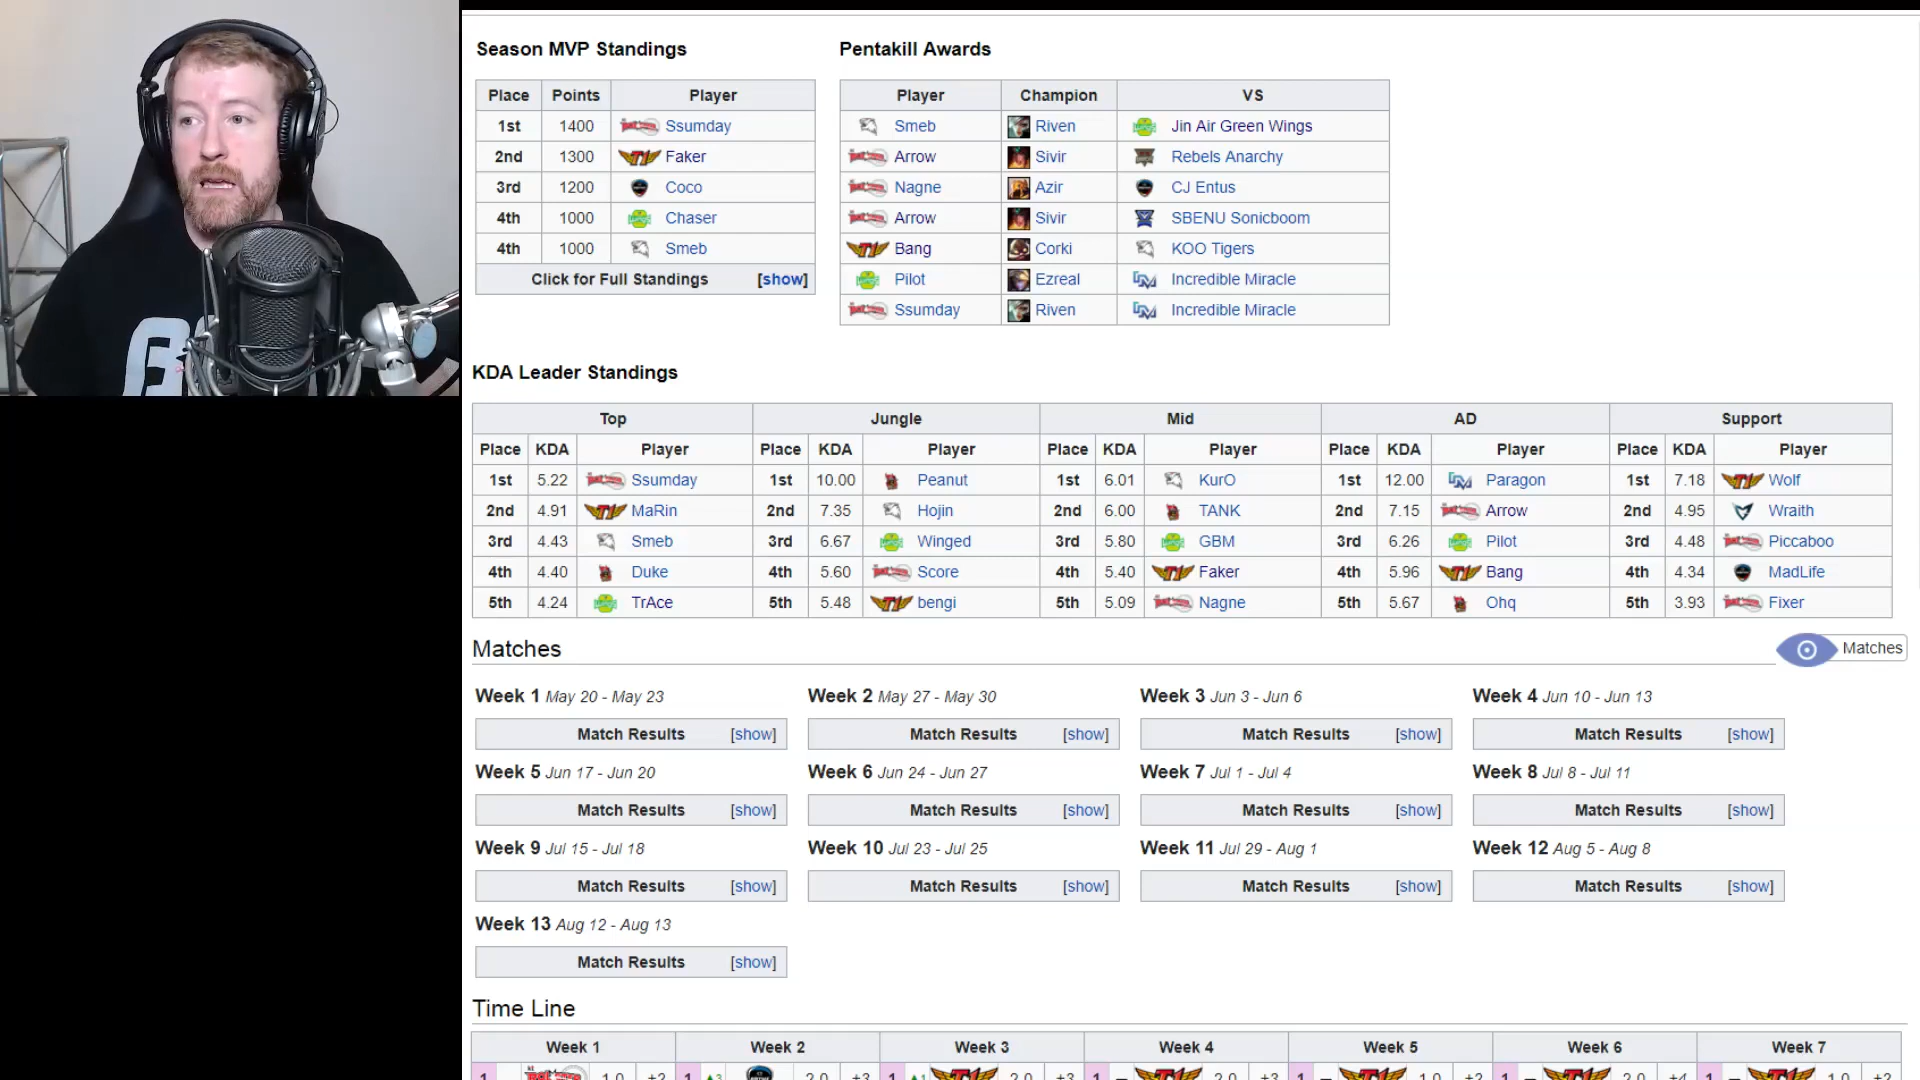 Season MVP Standings
Place Points Player
1st 1400 Ssumday
2nd 1300 Faker
3rd 1200 Coco
4th 1000 Chaser
4th 1000 Smeb
Click for Full Standings [show]
Pentakill Awards
Player Champion VS
Smeb Riven Jin Air Green Wings
Arrow Sivir Rebels Anarchy
Nagne Azir CJ Entus
Arrow Sivir SBENU Sonicboom
Bang Corki KOO Tigers
Pilot Ezreal Incredible Miracle
Ssumday Riven Incredible Miracle
KDA Leader Standings
Top Jungle Mid AD Support
Place KDA Player Place KDA Player Place KDA Player Place KDA Player Place KDA Player
1st 5.22 Ssumday 1st 10.00 Peanut 1st 6.01 KurO 1st 12.00 Paragon 1st 7.18 Wolf
2nd 4.91 MaRin 2nd 7.35 Hojin 2nd 6.00 TANK 2nd 7.15 Arrow 2nd 4.95 Wraith
3rd 4.43 Smeb 3rd 6.67 Winged 3rd 5.80 GBM 3rd 6.26 Pilot 3rd 4.48 Piccaboo
4th 4.40 Duke 4th 5.60 Score 4th 5.40 Faker 4th 5.96 Bang 4th 4.34 MadLife
5th 4.24 TrAce 5th 5.48 bengi 5th 5.09 Nagne 5th 5.67 Ohq 5th 3.93 Fixer
Matches Matches
Week 1 May 20 - May 23 Week 2 May 27 - May 30 Week 3 Jun 3 - Jun 6 Week 4 Jun 10 - Jun 13
Match Results [show] Match Results [show] Match Results [show] Match Results [show]
Week 5 Jun 17 - Jun 20 Week 6 Jun 24 - Jun 27 Week 7 Jul 1 - Jul 4 Week 8 Jul 8 - Jul 11
Match Results [show] Match Results [show] Match Results [show] Match Results [show]
Week 9 Jul 15 - Jul 18 Week 10 Jul 23 - Jul 25 Week 11 Jul 29 - Aug 1 Week 12 Aug 5 - Aug 8
Match Results [show] Match Results [show] Match Results [show] Match Results [show]
Week 13 Aug 12 - Aug 13
Match Results [show]
Time Line
Week 1 Week 2 Week 3 Week 4 Week 5 Week 6 Week 7